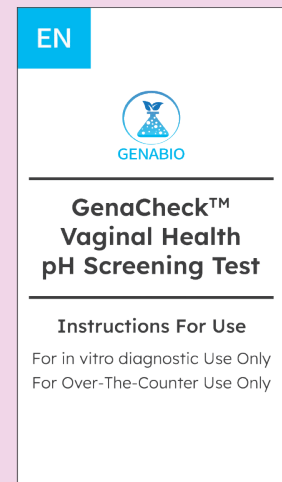 EN
GENABIO
GenaCheck™
Vaginal Health
pH Screening Test
Instructions For Use
For in vitro diagnostic Use Only
For Over-The-Counter Use Only